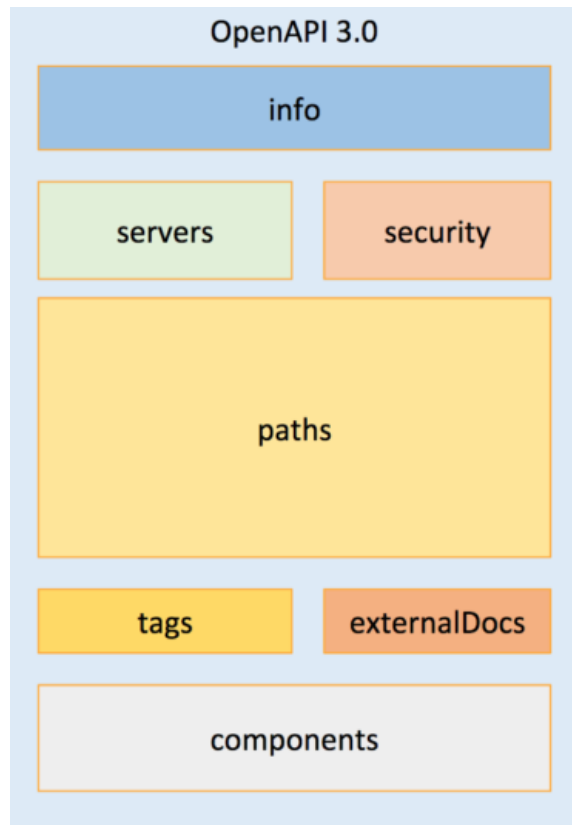 OpenAPI 3.0
info
servers
security
paths
tags
externalDocs
components